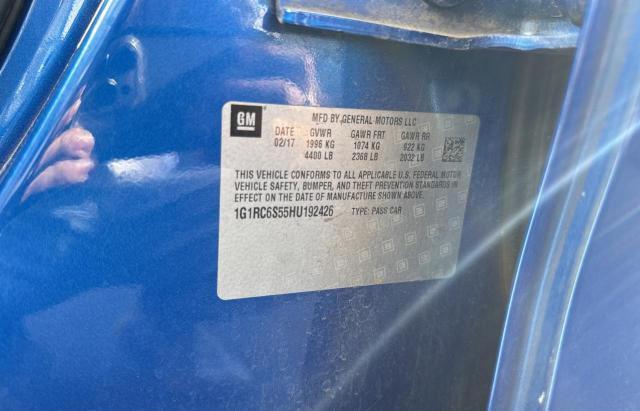 GM
MFD BY GENERAL MOTORS LLC
DATE GVWR GAWR FRT GAWR RR
02/17 1996 KG 1074 KG 922 KG
4400 LB 2368 LB 2032 LB
THIS VEHICLE CONFORMS TO ALL APPLICABLE U.S. FEDERAL MOTOR
VEHICLE SAFETY, BUMPER, AND THEFT PREVENTION STANDARDS IN
EFFECT ON THE DATE OF MANUFACTURE SHOWN ABOVE.
1G1RC6S55HU192426 TYPE: PASS CAR